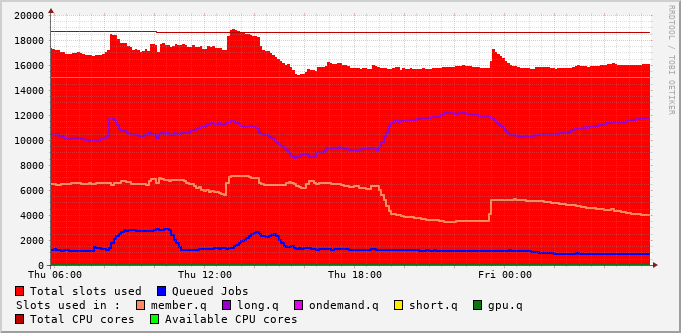 20000
18000
16000
14000
12000
10000
8000
6000
4000
2000
0
Thu 06:00 Thu 12:00 Thu 18:00 Fri 00:00
RRDTOOL / TOBI OETIKER
Total slots used Queued Jobs
Slots used in : member.q long.q ondemand.q short.q gpu.q
Total CPU cores Available CPU cores